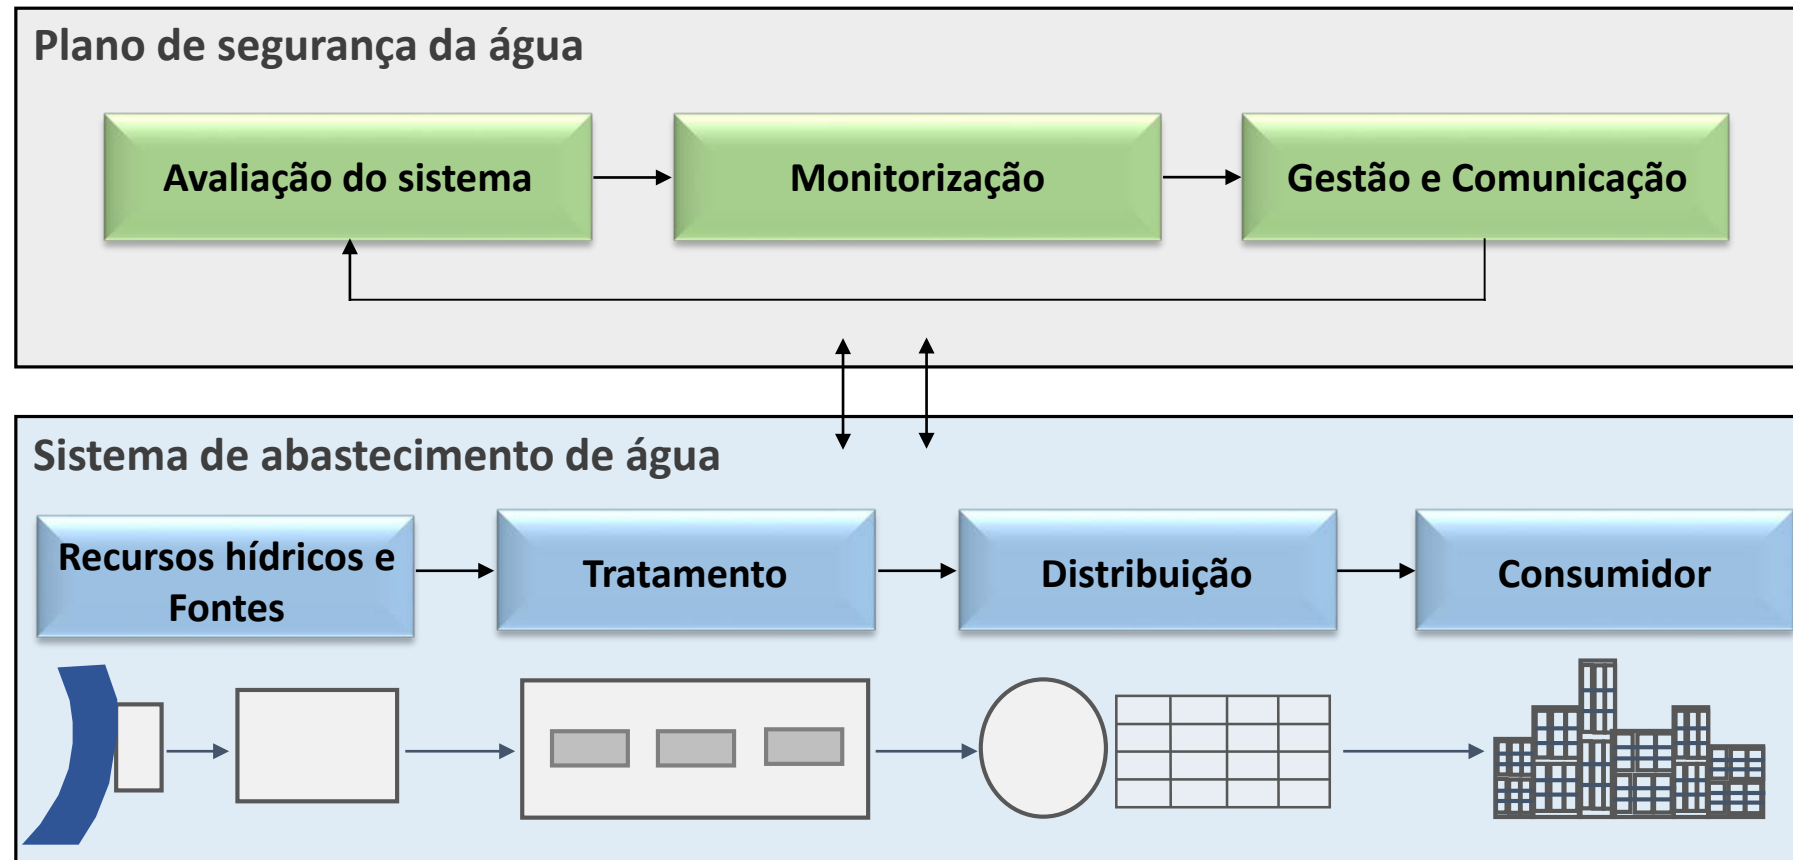 Plano de segurança da água
Avaliação do sistema
Monitorização
Gestão e Comunicação
Sistema de abastecimento de água
Recursos hídricos e
Fontes
Tratamento
Distribuição
Consumidor